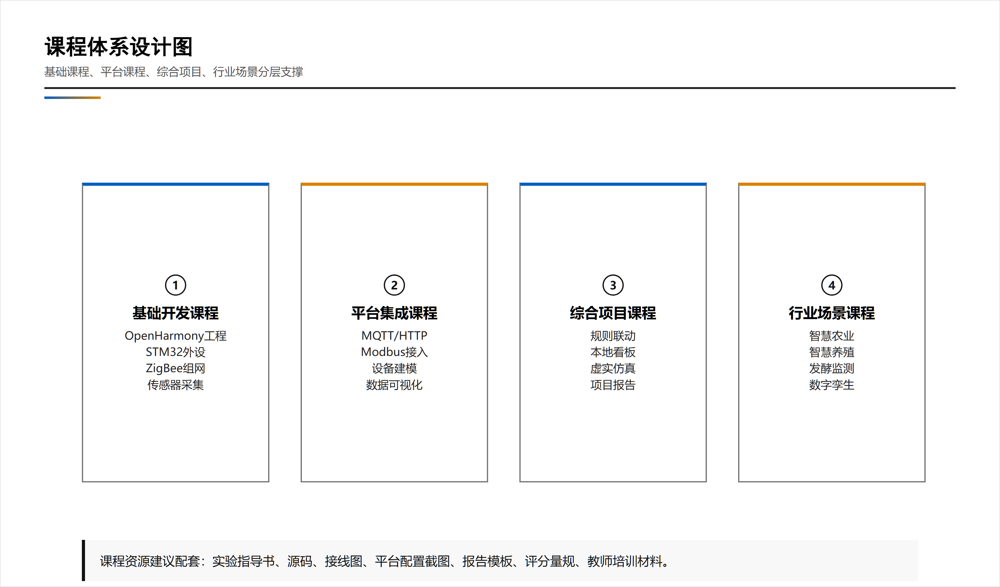 课程体系设计图
基础课程、平台课程、综合项目、行业场景分层支撑
1
基础开发课程
OpenHarmony工程
STM32外设
ZigBee组网
传感器采集
2
平台集成课程
MQTT/HTTP
Modbus接入
设备建模
数据可视化
3
综合项目课程
规则联动
本地看板
虚实仿真
项目报告
4
行业场景课程
智慧农业
智慧养殖
发酵监测
数字孪生
课程资源建议配套：实验指导书、源码、接线图、平台配置截图、报告模板、评分量规、教师培训材料。